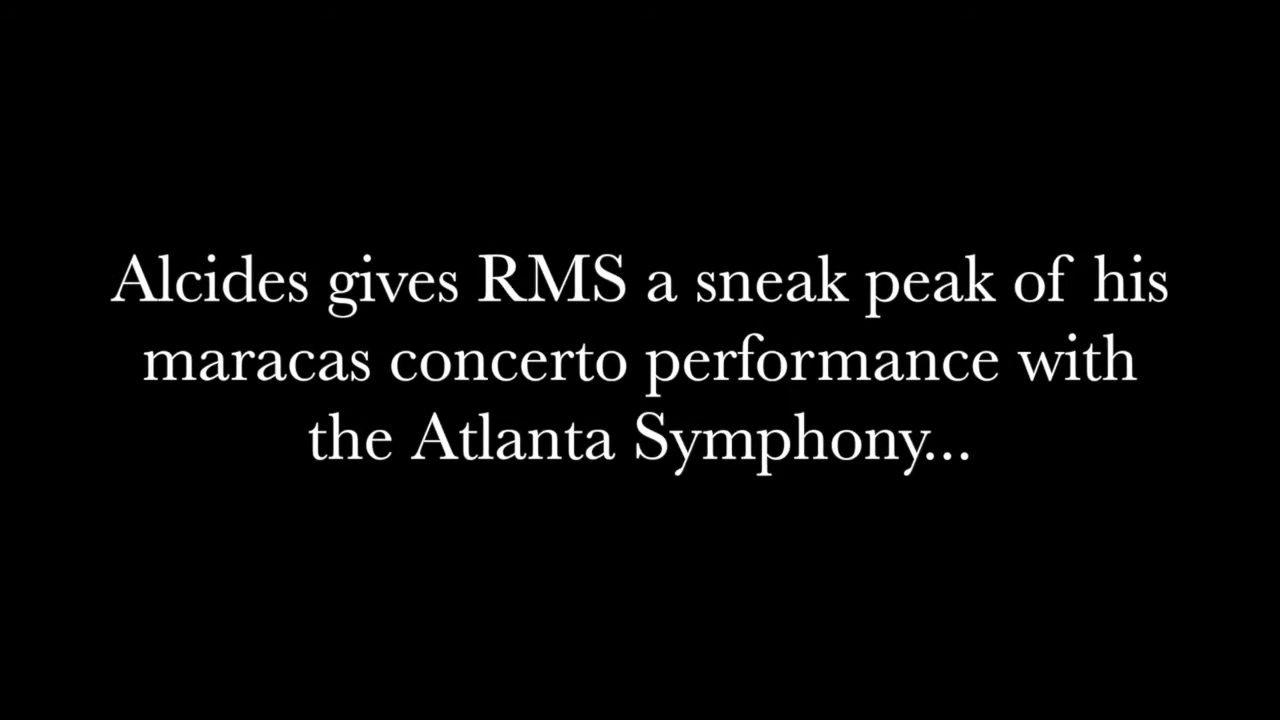 Alcides gives RMS a sneak peak of his
maracas concerto performance with
the Atlanta Symphony...